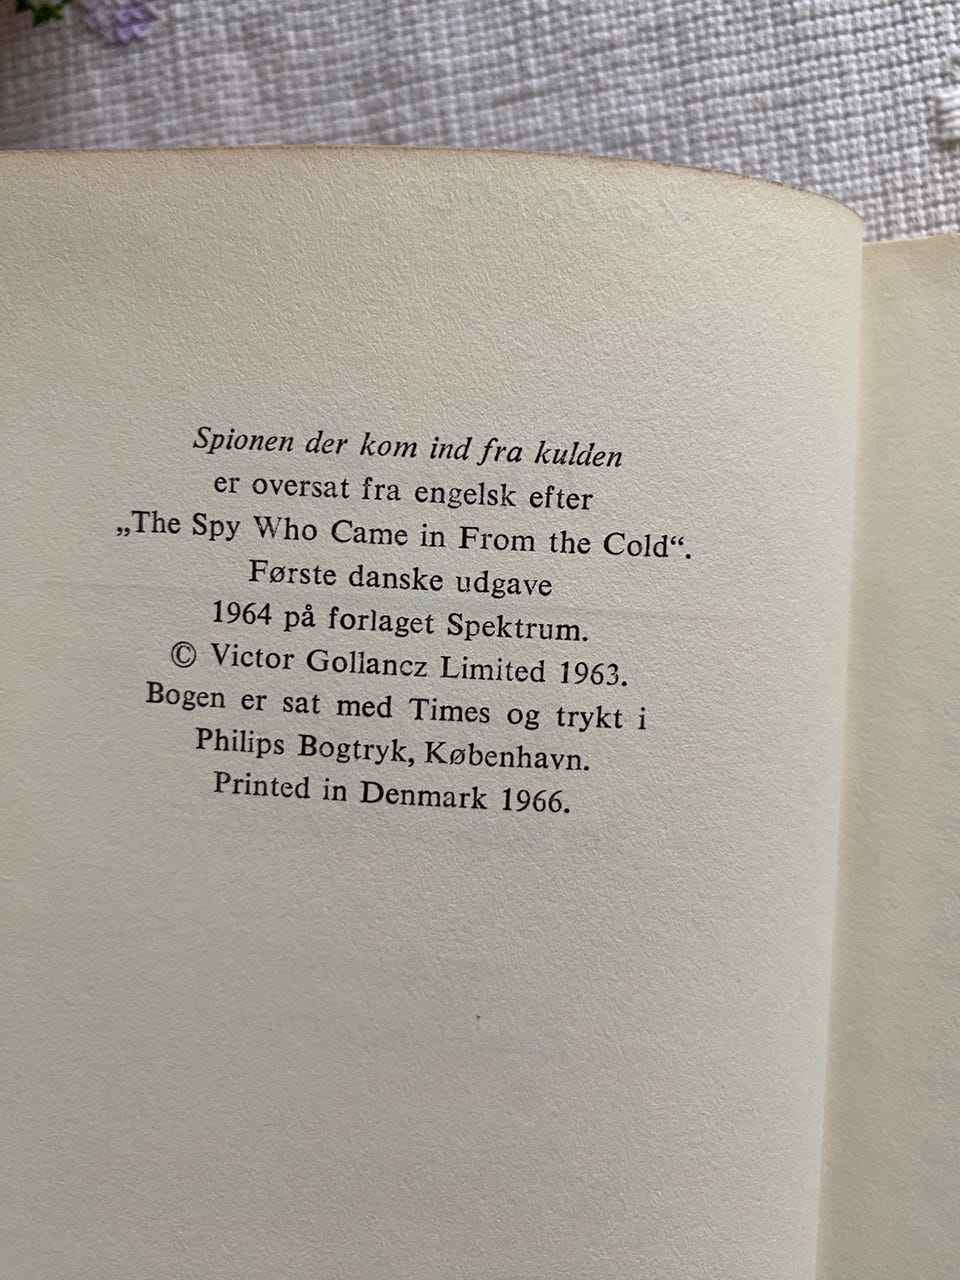 Spionen der kom ind fra kulden
er oversat fra engelsk efter
„The Spy Who Came in From the Cold“.
Første danske udgave
1964 på forlaget Spektrum.
© Victor Gollancz Limited 1963.
Bogen er sat med Times og trykt i
Philips Bogtryk, København.
Printed in Denmark 1966.